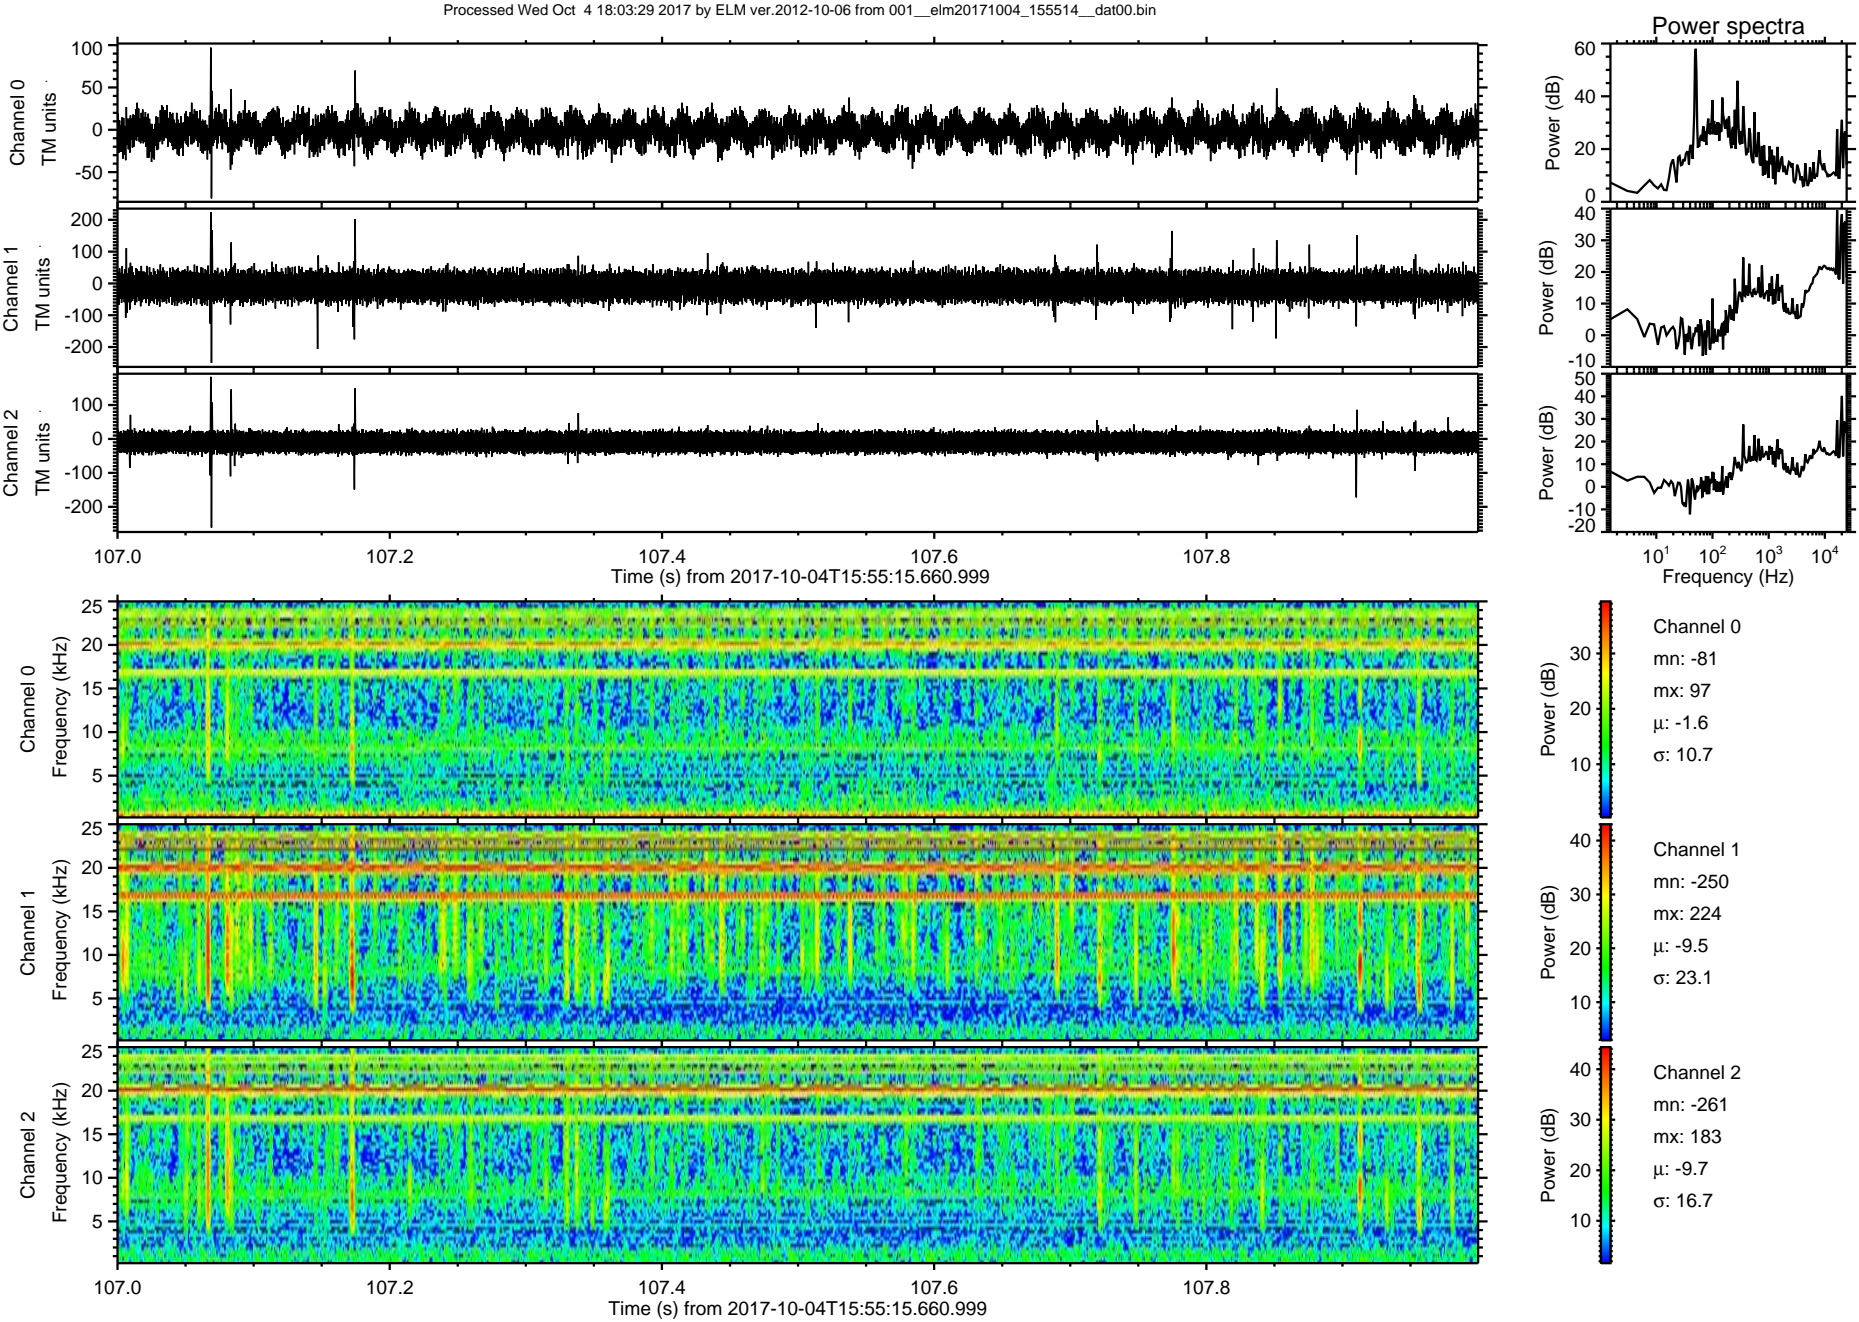 Processed Wed Oct  4 18:03:29 2017 by ELM ver.2012-10-06 from 001__elm20171004_155514__dat00.bin
Power spectra
Channel 0
TM units
100
50
0
-50
Power (dB)
60
40
20
0
Channel 1
TM units
200
100
0
-100
-200
Power (dB)
40
30
20
10
0
-10
Channel 2
TM units
100
0
-100
-200
Power (dB)
50
40
30
20
10
0
-10
-20
107.0
107.2
107.4
107.6
107.8
Time (s) from 2017-10-04T15:55:15.660.999
10¹
10²
10³
10⁴
Frequency (Hz)
Channel 0
Frequency (kHz)
25
20
15
10
5
Power (dB)
30
20
10
Channel 0
mn: -81
mx: 97
μ: -1.6
σ: 10.7
Channel 1
Frequency (kHz)
25
20
15
10
5
Power (dB)
40
30
20
10
Channel 1
mn: -250
mx: 224
μ: -9.5
σ: 23.1
Channel 2
Frequency (kHz)
25
20
15
10
5
Power (dB)
40
30
20
10
Channel 2
mn: -261
mx: 183
μ: -9.7
σ: 16.7
107.0
107.2
107.4
107.6
107.8
Time (s) from 2017-10-04T15:55:15.660.999